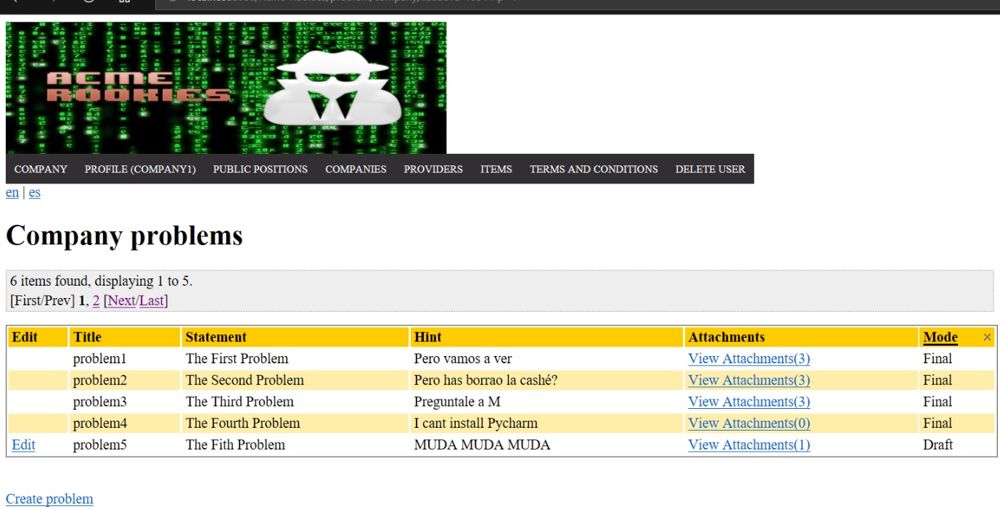 ACME
ROOKIES
COMPANY PROFILE (COMPANY1) PUBLIC POSITIONS COMPANIES PROVIDERS ITEMS TERMS AND CONDITIONS DELETE USER
en | es
Company problems
6 items found, displaying 1 to 5.
[First/Prev] 1, 2 [Next/Last]
Edit Title Statement Hint Attachments Mode
problem1 The First Problem Pero vamos a ver View Attachments(3) Final
problem2 The Second Problem Pero has borrao la cashé? View Attachments(3) Final
problem3 The Third Problem Preguntale a M View Attachments(3) Final
problem4 The Fourth Problem I cant install Pycharm View Attachments(0) Final
Edit problem5 The Fith Problem MUDA MUDA MUDA View Attachments(1) Draft
Create problem